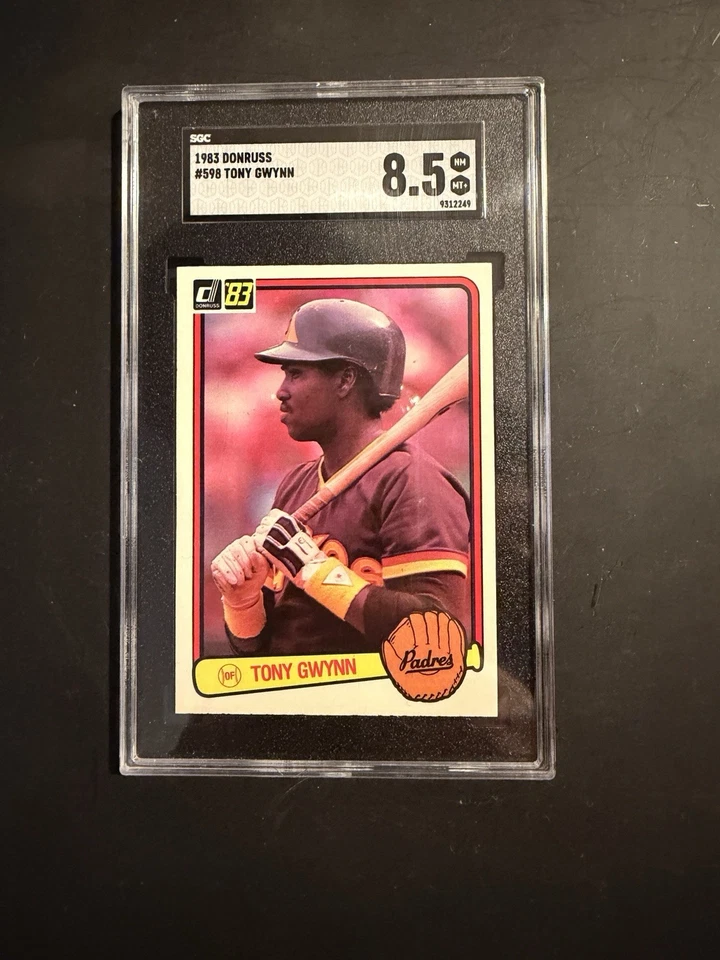 SGC
1983 DONRUSS
#598 TONY GWYNN
8.5
NM
MT+
9312249
d '83
DONRUSS
OF
TONY GWYNN
Padres